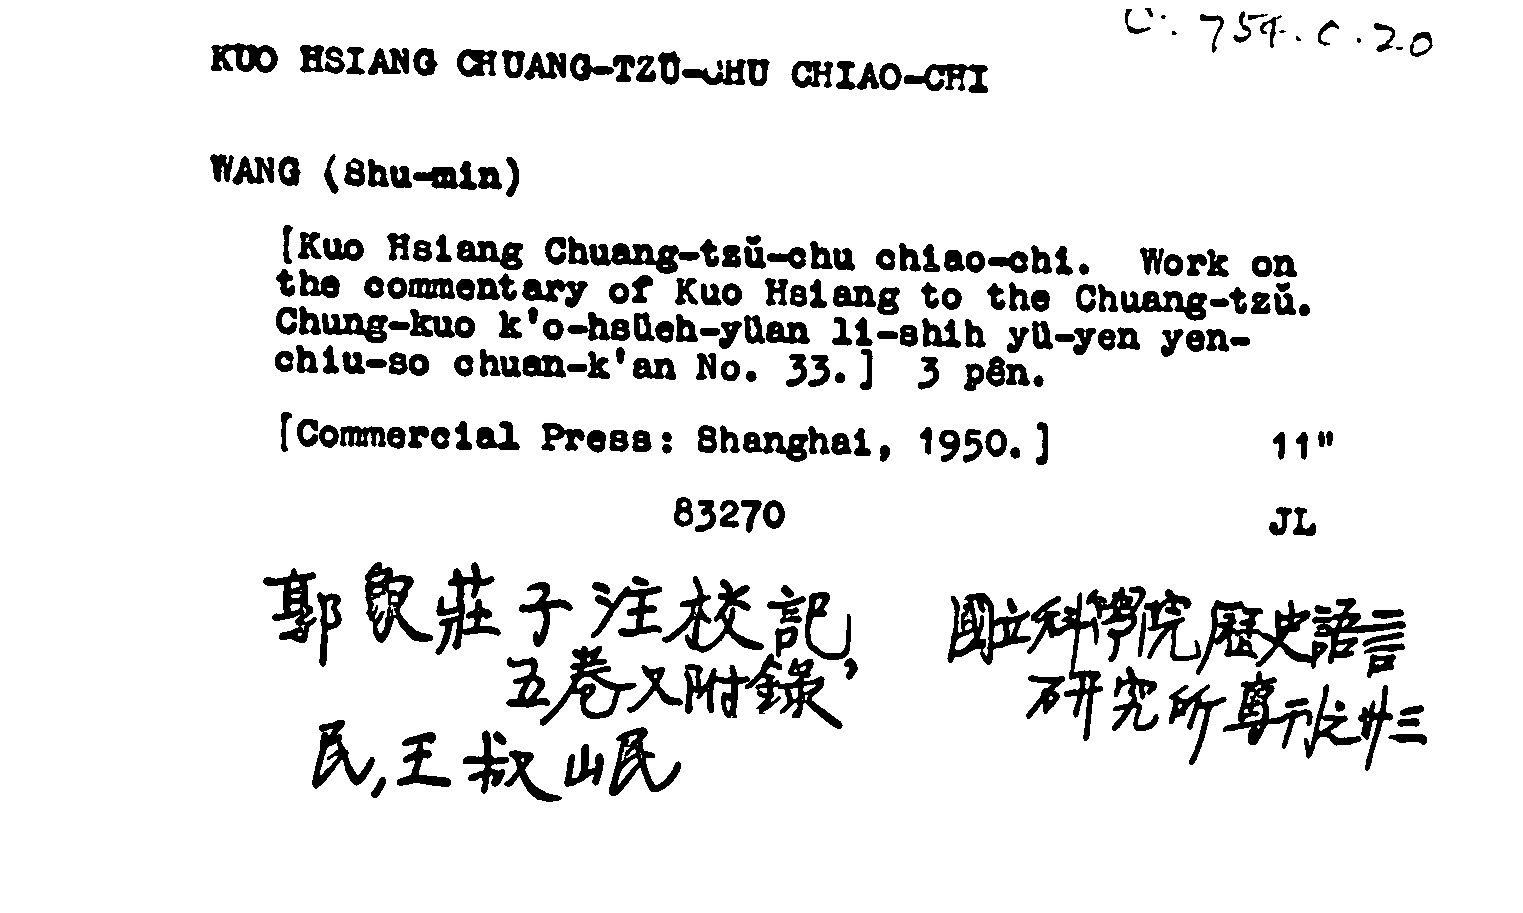 C. 754. c. 20
KUO HSIANG CHUANG-TZŬ-CHU CHIAO-CHI
WANG (Shu-min)
[Kuo Hsiang Chuang-tzŭ-chu chiao-chi. Work on
the commentary of Kuo Hsiang to the Chuang-tzŭ.
Chung-kuo k'o-hsüeh-yüan li-shih yü-yen yen-
chiu-so chuan-k'an No. 33.] 3 pên.
[Commercial Press: Shanghai, 1950.] 11"
83270 JL
郭象莊子注校記
五卷又附錄,
民,王叔岷
國立科學院歷史語言
研究所專刊之卅三